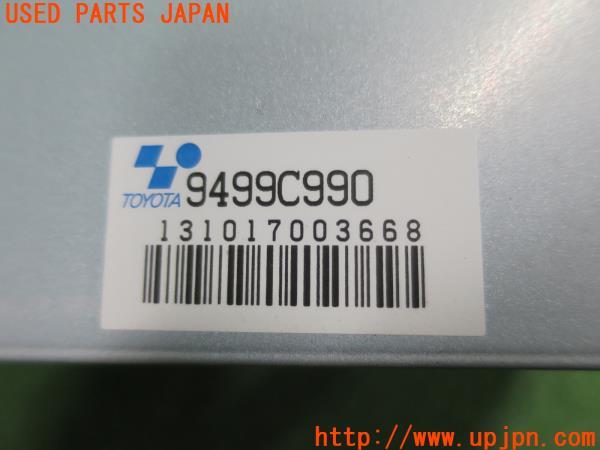 USED PARTS JAPAN
TOYOTA 9499C990
131017003668
http://www.upjpn.com